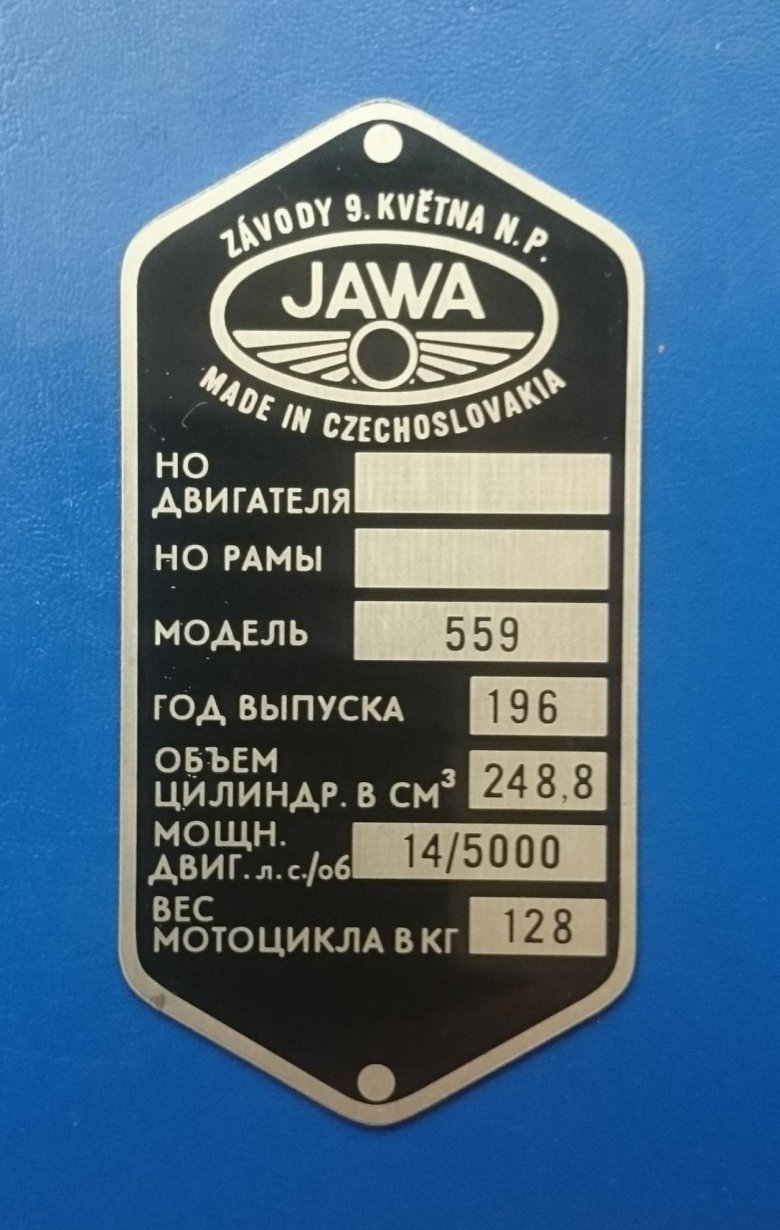 ZÁVODY 9. KVĚTNA N.P.
JAWA
MADE IN CZECHOSLOVAKIA
НО
ДВИГАТЕЛЯ
НО РАМЫ
МОДЕЛЬ 559
ГОД ВЫПУСКА 196
ОБЪЕМ
ЦИЛИНДР. В СМ³ 248,8
МОЩН.
ДВИГ. л. с./об 14/5000
ВЕС
МОТОЦИКЛА В КГ 128